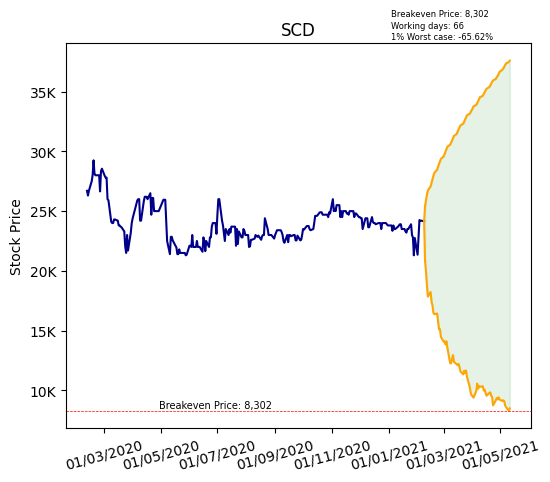 Breakeven Price: 8,302
Working days: 66
1% Worst case: -65.62%
SCD
Stock Price
35K
30K
25K
20K
15K
10K
Breakeven Price: 8,302
01/03/2020
01/05/2020
01/07/2020
01/09/2020
01/11/2020
01/01/2021
01/03/2021
01/05/2021